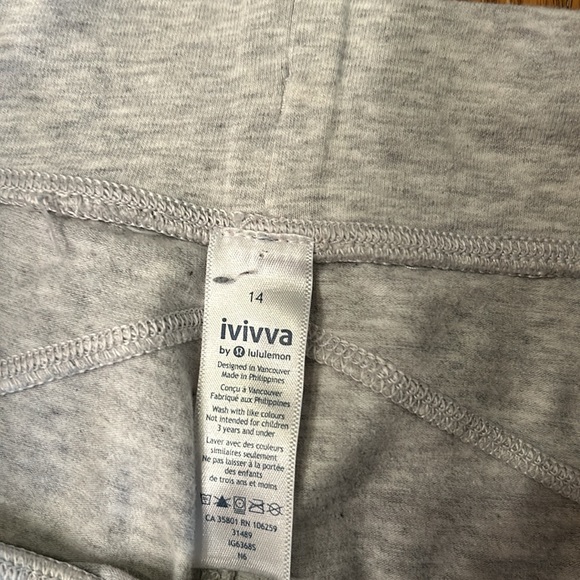 14
ivivva
by lululemon
Designed in Vancouver
Made in Philippines
Conçu à Vancouver
Fabriqué aux Philippines
Wash with like colours
Not intended for children
3 years and under
Laver avec des couleurs
similaires seulement
Ne pas laisser à la portée
des enfants
de trois ans et moins
CA 35801 RN 106259
31489
IG6368S